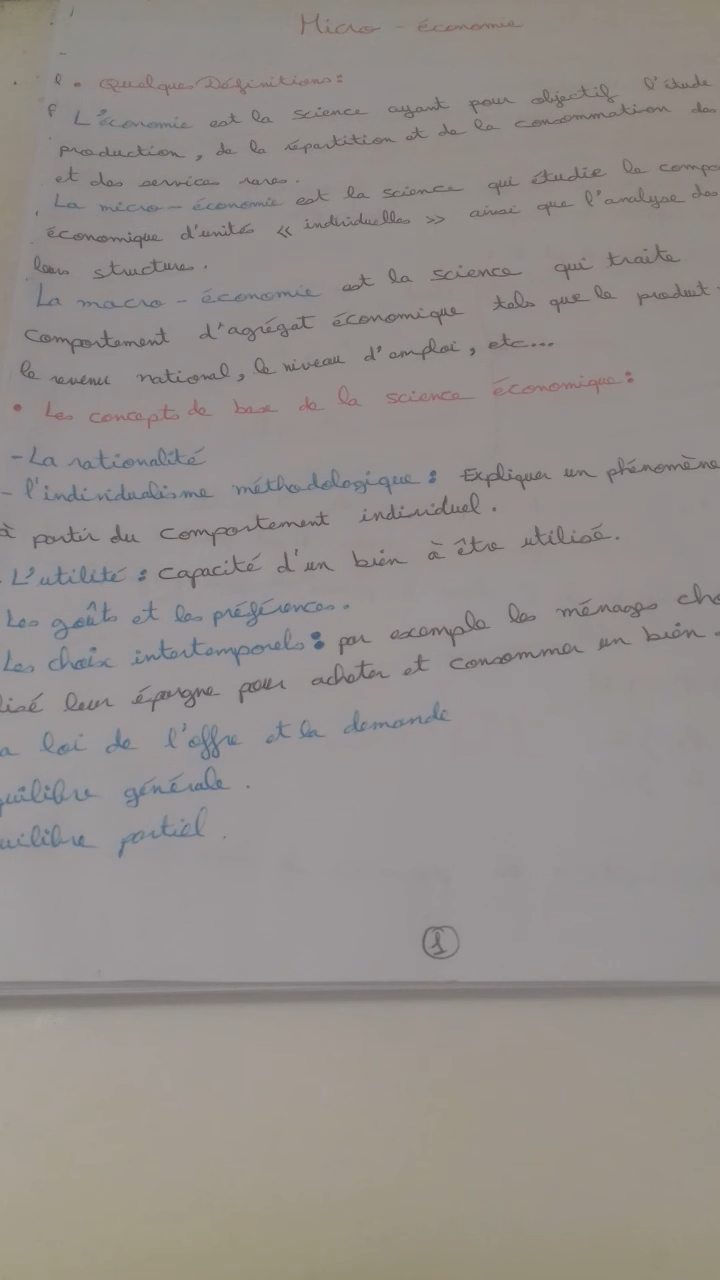 Micro - économie
• Quelques Définitions:
L'économie est la science ayant pour objectif l'étude
production, de la répartition et de la consommation des
et des services rares.
La micro-économie est la science qui étudie le compo
économique d'unités « individuelles » ainsi que l'analyse des
leur structure.
La macro-économie est la science qui traite
comportement d'agrégat économique tels que le produit
le revenu national, le niveau d'emploi, etc...
• Les concepts de base de la science économique:
- La rationalité
- l'individualisme méthodologique: Expliquer un phénomène
à partir du comportement individuel.
L'utilité: capacité d'un bien à être utilisé.
Les goûts et les préférences.
Les choix intertemporels: par exemple les ménages cho
lisé leur épargne pour acheter et consommer un bien
a loi de l'offre et la demande
quilibre générale.
uilibre partiel.
1